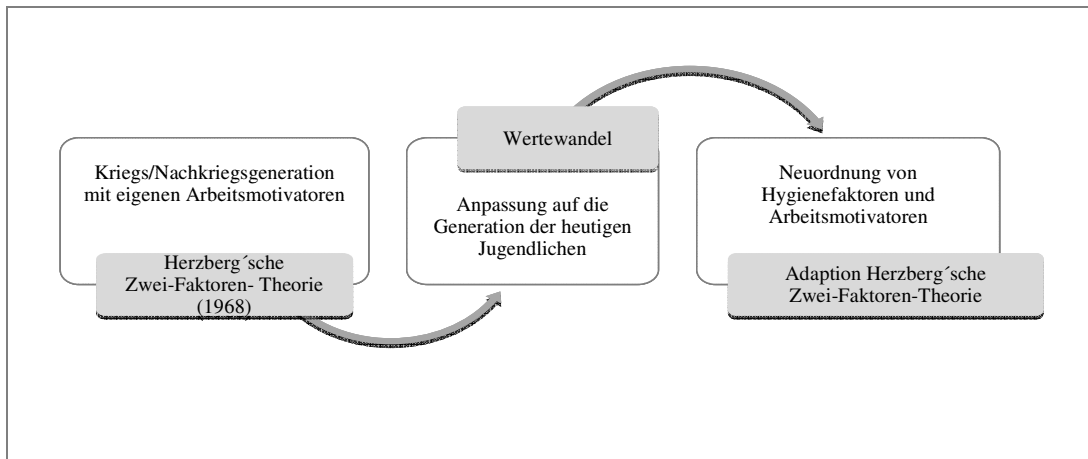 Kriegs/Nachkriegsgeneration
mit eigenen Arbeitsmotivatoren
Herzberg´sche
Zwei-Faktoren- Theorie
(1968)
Wertewandel
Anpassung auf die
Generation der heutigen
Jugendlichen
Neuordnung von
Hygienefaktoren und
Arbeitsmotivatoren
Adaption Herzberg´sche
Zwei-Faktoren-Theorie